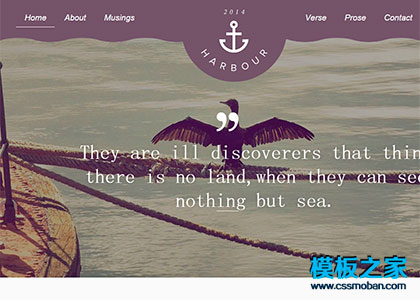 2014
Home About Musings Verse Prose Contact
HARBOUR
”
They are ill discoverers that thin
there is no land, when they can see
nothing but sea.
模板之家
www.cssmoban.com